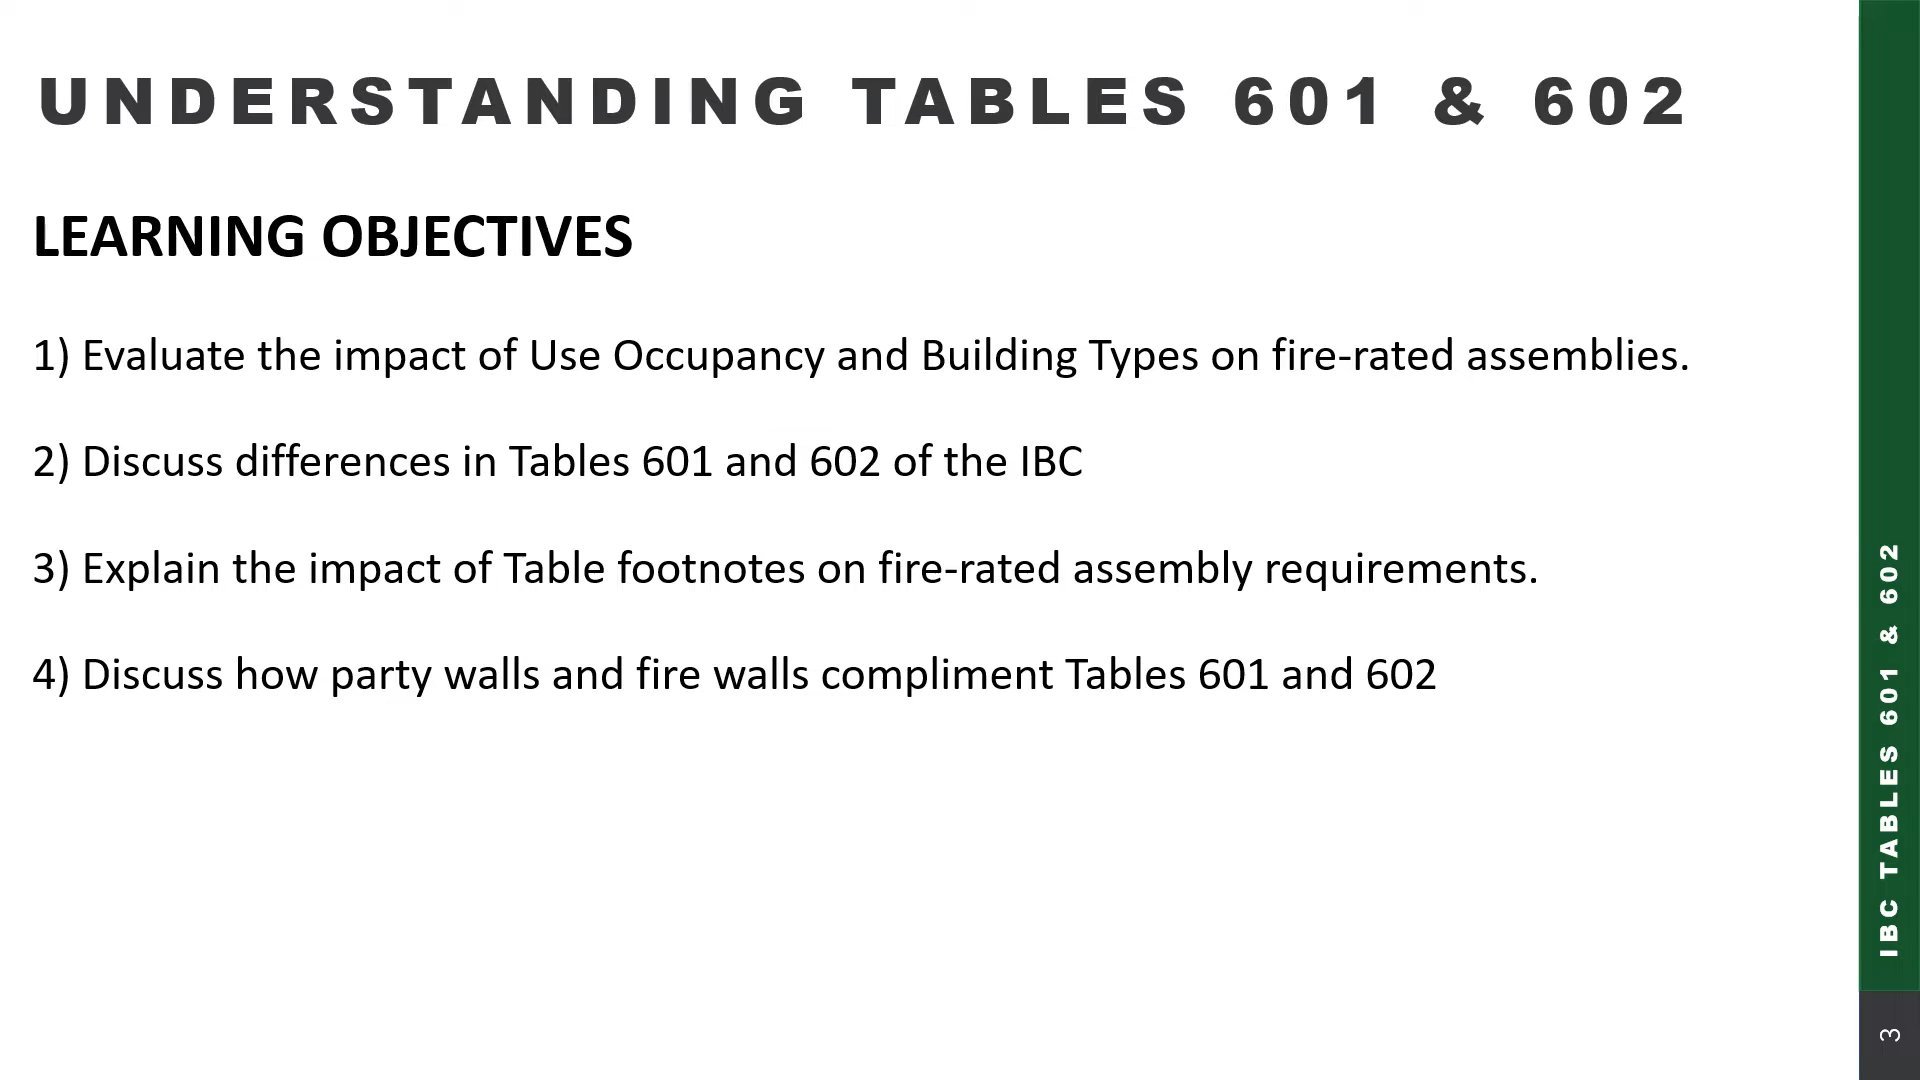 UNDERSTANDING TABLES 601 & 602
LEARNING OBJECTIVES
1) Evaluate the impact of Use Occupancy and Building Types on fire-rated assemblies.
2) Discuss differences in Tables 601 and 602 of the IBC
3) Explain the impact of Table footnotes on fire-rated assembly requirements.
4) Discuss how party walls and fire walls compliment Tables 601 and 602
IBC TABLES 601 & 602
3